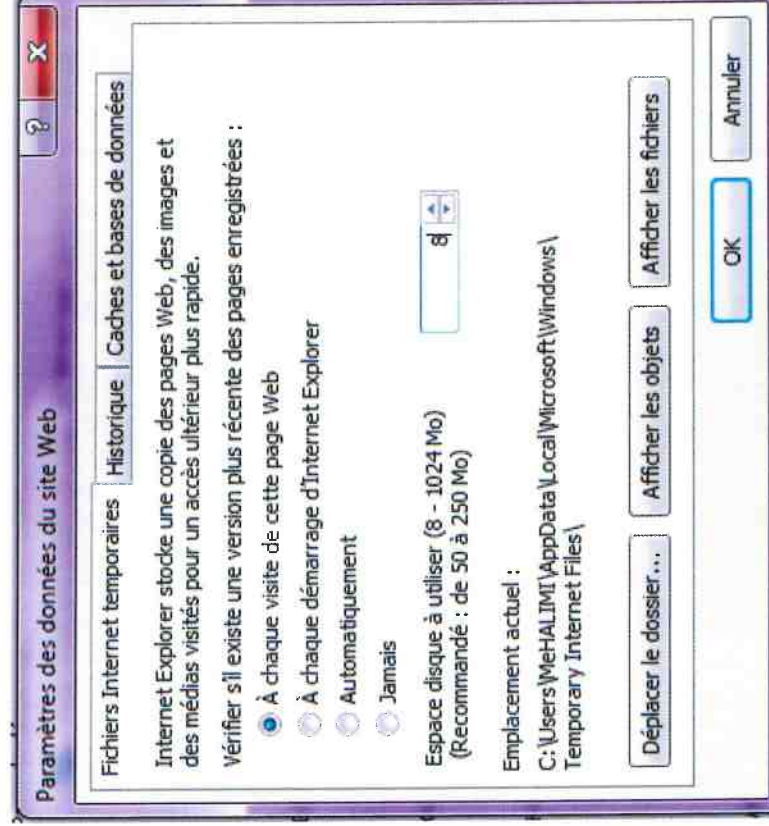 Paramètres des données du site Web
?
X
Fichiers Internet temporaires
Historique
Caches et bases de données
Internet Explorer stocke une copie des pages Web, des images et
des médias visités pour un accès ultérieur plus rapide.
Vérifier s'il existe une version plus récente des pages enregistrées :
À chaque visite de cette page Web
À chaque démarrage d'Internet Explorer
Automatiquement
Jamais
Espace disque à utiliser (8 - 1024 Mo)
(Recommandé : de 50 à 250 Mo)
8
Emplacement actuel :
C:\Users\MeHALIMI\AppData\Local\Microsoft\Windows\
Temporary Internet Files\
Déplacer le dossier...
Afficher les objets
Afficher les fichiers
OK
Annuler